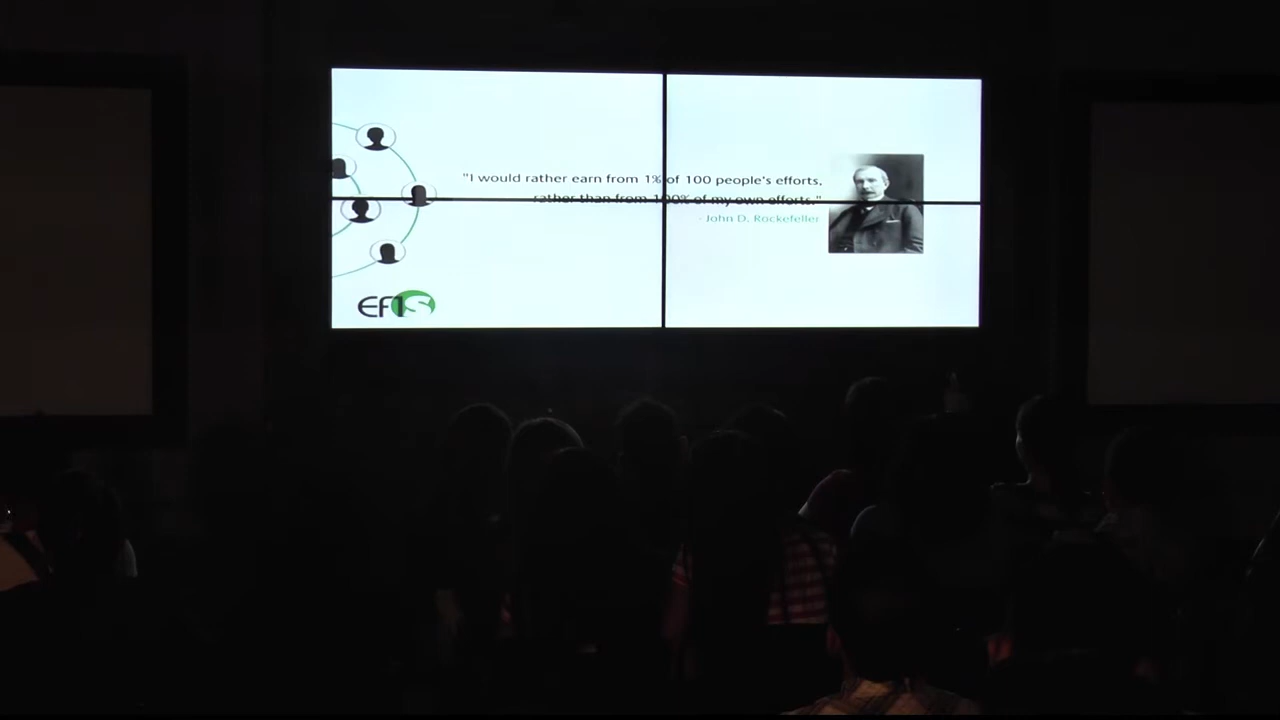 "I would rather earn from 1% of 100 people's efforts,
rather than from 100% of my own efforts."
- John D. Rockefeller
EFIS